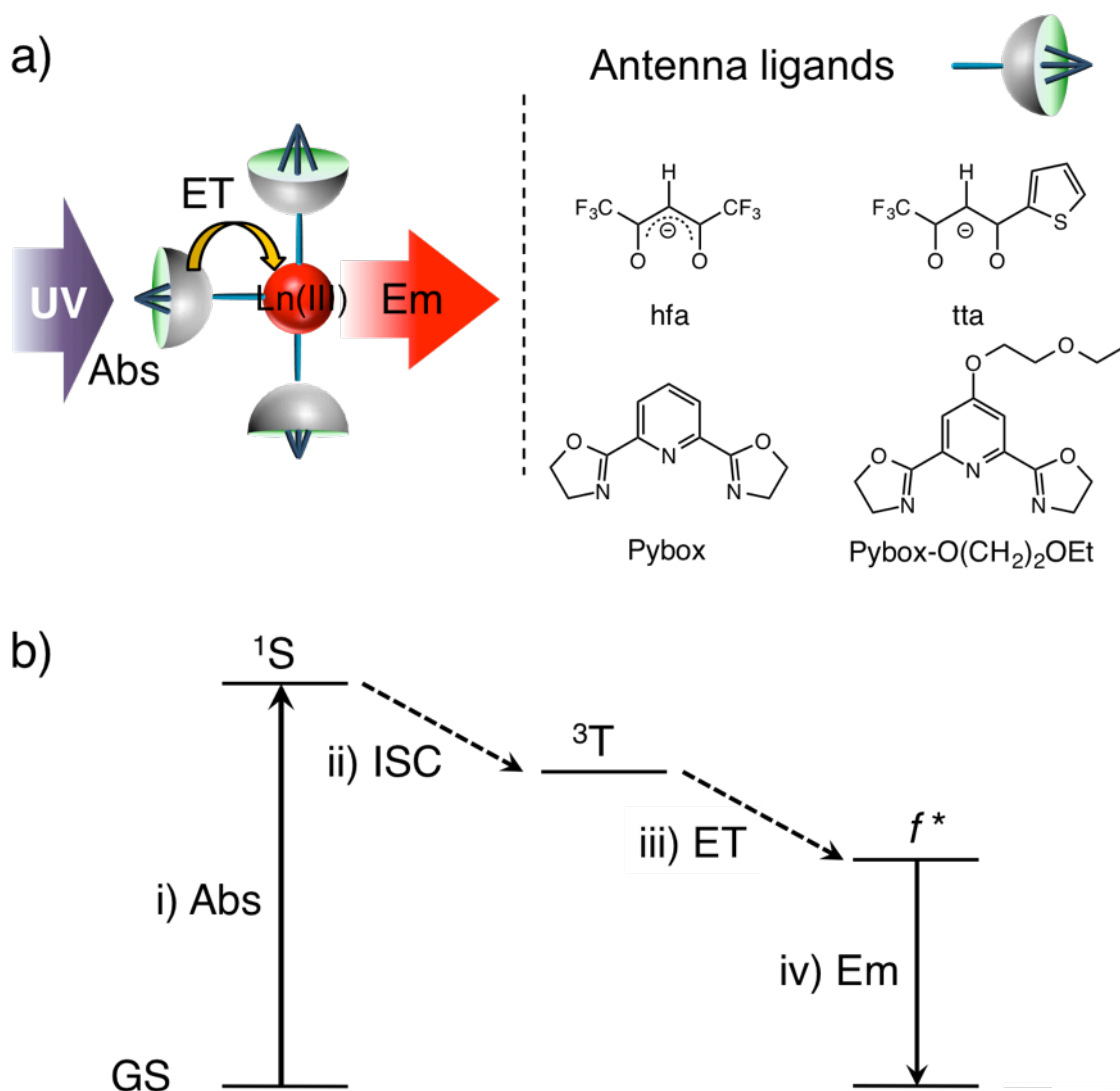 a)
Antenna ligands
ET
UV
Ln(III)
Em
Abs
H
F₃C
CF₃
⊖
O
O
hfa
H
F₃C
⊖
S
O
O
tta
O
N
O
N
N
Pybox
O
O
O
N
O
N
N
Pybox-O(CH₂)₂OEt
b)
¹S
ii) ISC
³T
iii) ET
f *
i) Abs
iv) Em
GS